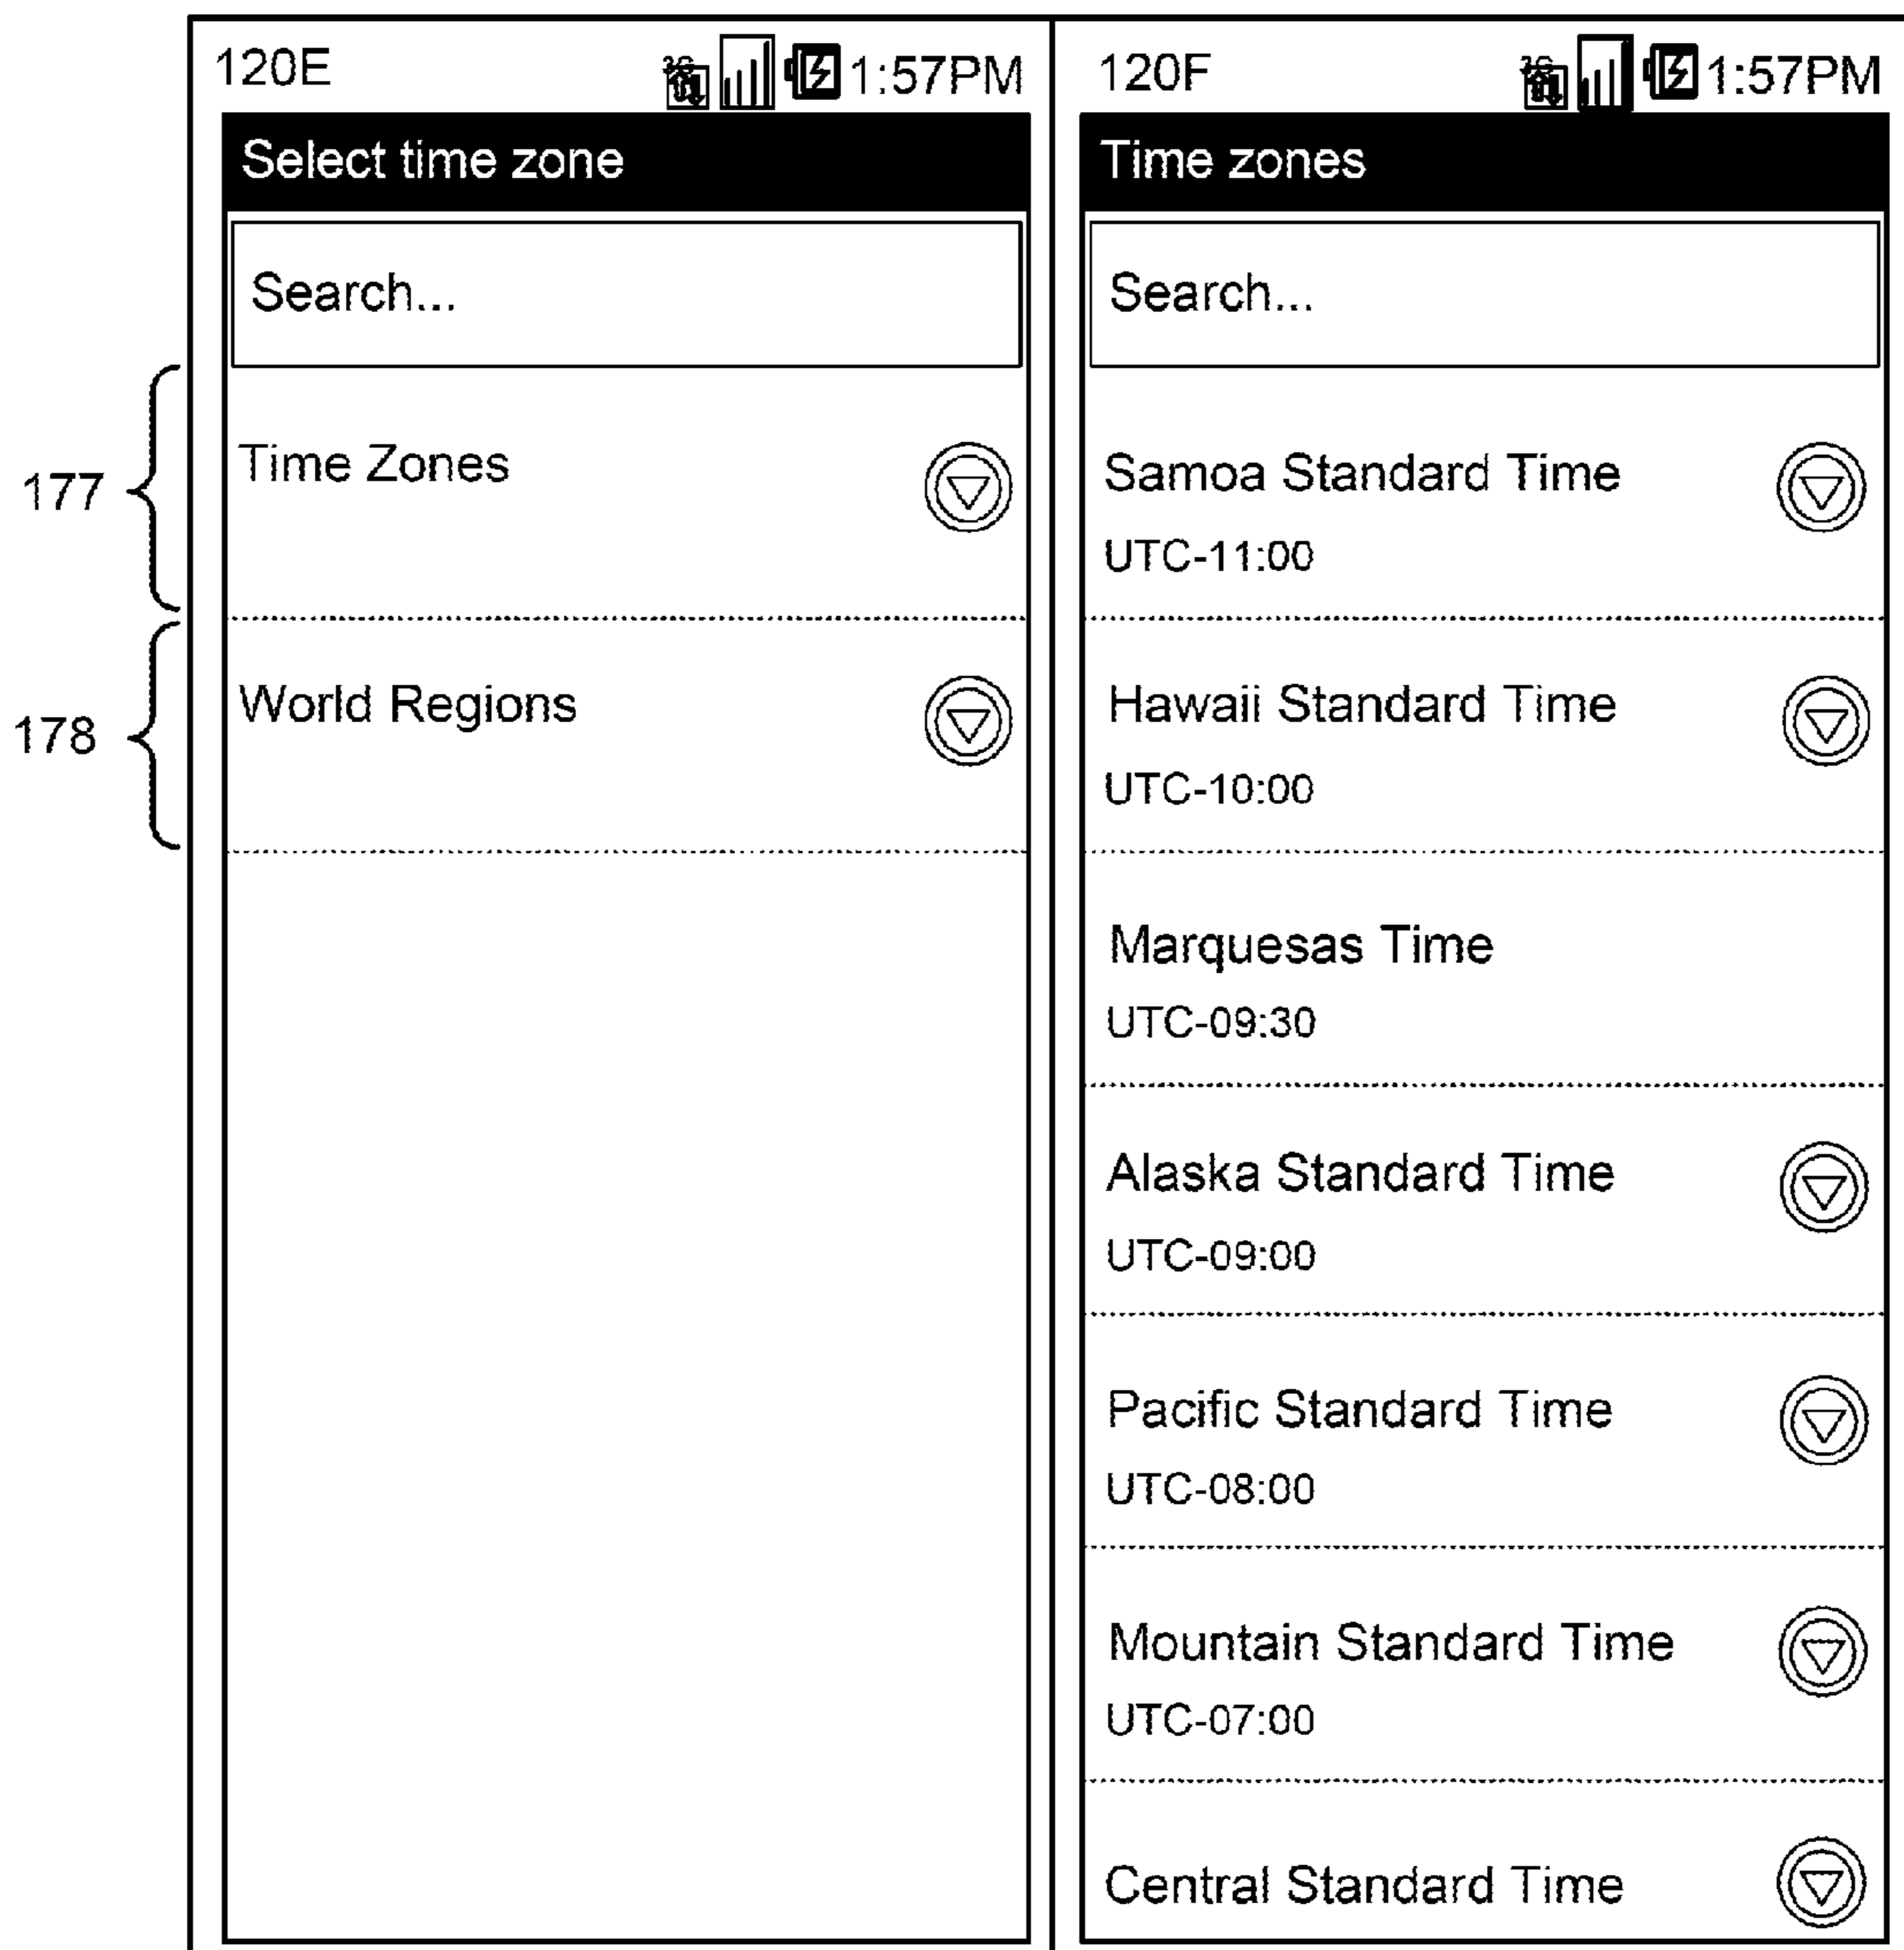 120E
1:57PM
Select time zone
Search...
177
Time Zones
178
World Regions
120F
1:57PM
Time zones
Search...
Samoa Standard Time
UTC-11:00
Hawaii Standard Time
UTC-10:00
Marquesas Time
UTC-09:30
Alaska Standard Time
UTC-09:00
Pacific Standard Time
UTC-08:00
Mountain Standard Time
UTC-07:00
Central Standard Time